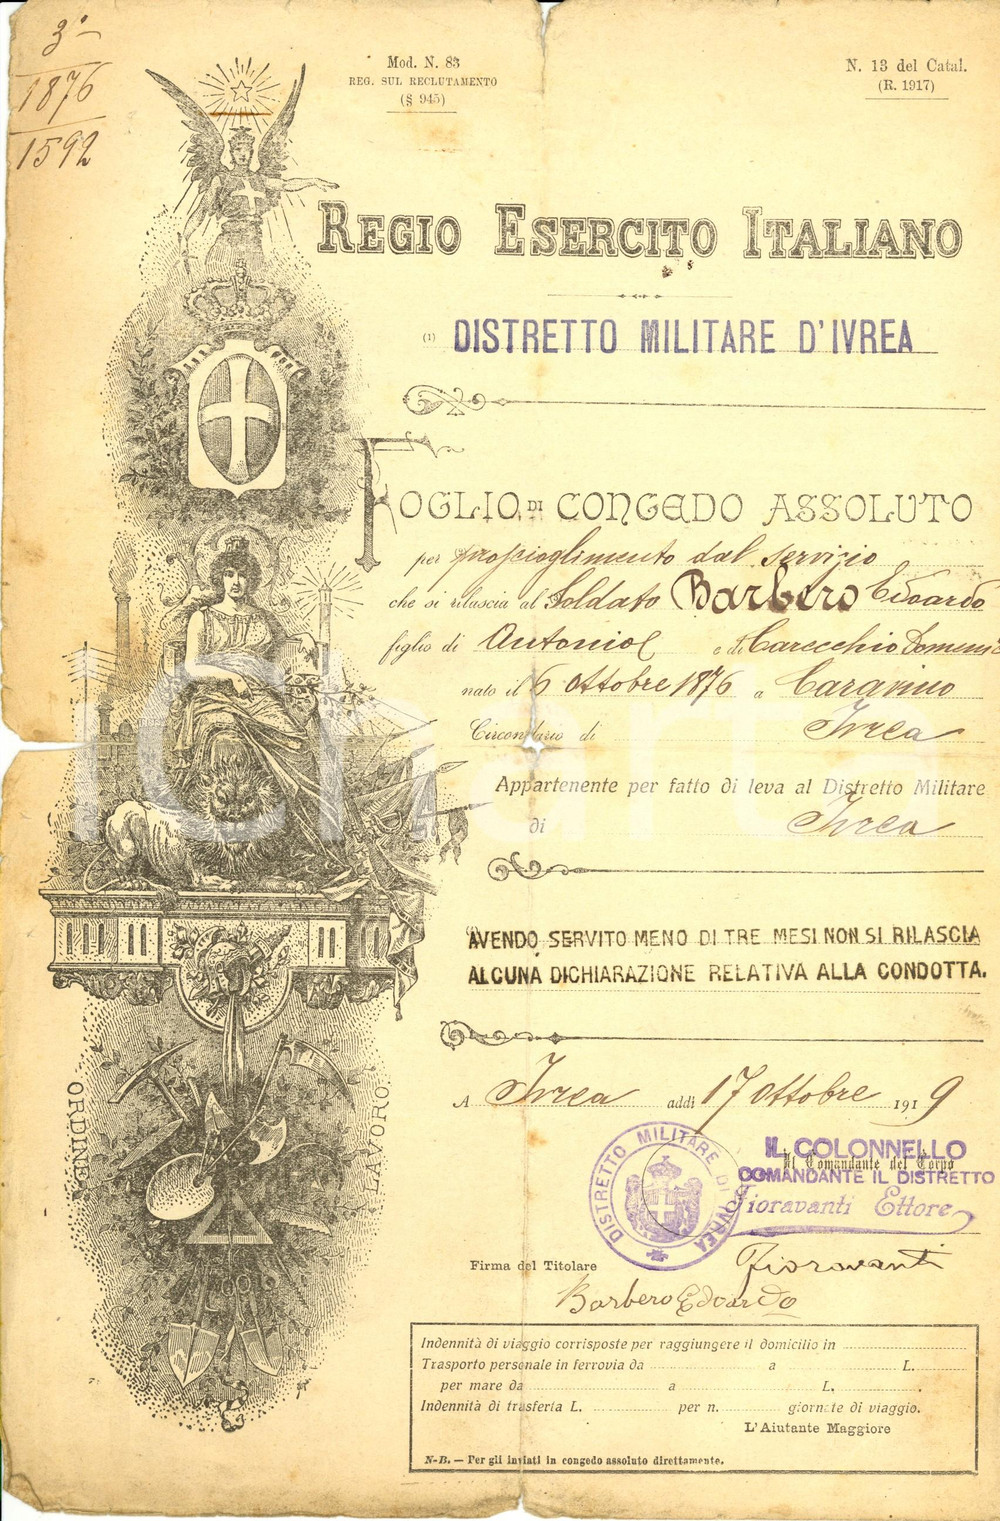 3ª
1876
1592
Mod. N. 83
REG. SUL RECLUTAMENTO
(§ 945)
N. 13 del Catal.
(R. 1917)
REGIO ESERCITO ITALIANO
(1) DISTRETTO MILITARE D'IVREA
FOGLIO DI CONGEDO ASSOLUTO
per proscioglimento dal servizio
che si rilascia al Soldato Barbero Edoardo
figlio di Antonio e di Carecchio Domenica
nato il 6 Ottobre 1876 a Caravino
Circondario di Ivrea
Appartenente per fatto di leva al Distretto Militare
di Ivrea
AVENDO SERVITO MENO DI TRE MESI NON SI RILASCIA
ALCUNA DICHIARAZIONE RELATIVA ALLA CONDOTTA.
A Ivrea addì 17 Ottobre 1919
IL COLONNELLO
Il Comandante del Corpo
COMANDANTE IL DISTRETTO
Fioravanti Ettore
DISTRETTO MILITARE DI IVREA
Firma del Titolare
Fioravanti
Barbero Edoardo
ORDINE
LAVORO
Indennità di viaggio corrisposte per raggiungere il domicilio in
Trasporto personale in ferrovia da a L.
per mare da a L.
Indennità di trasferta L. per n. giornate di viaggio.
L'Aiutante Maggiore
N-B. — Per gli inviati in congedo assoluto direttamente.
iCharta